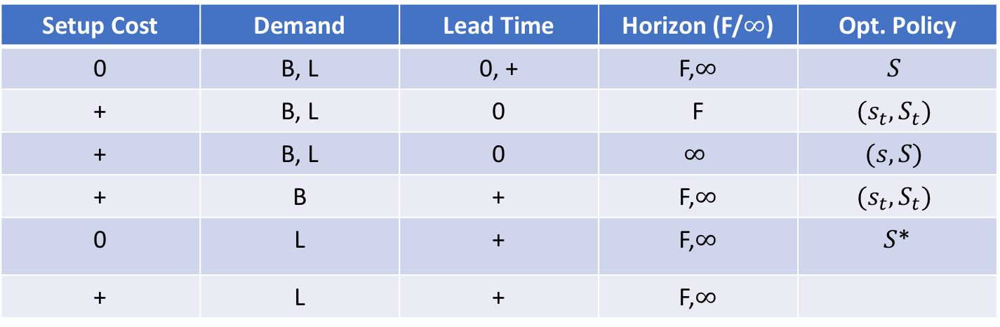 Setup Cost Demand Lead Time Horizon (F/∞) Opt. Policy
0 B, L 0, + F,∞ S
+ B, L 0 F (s_t, S_t)
+ B, L 0 ∞ (s, S)
+ B + F,∞ (s_t, S_t)
0 L + F,∞ S*
+ L + F,∞